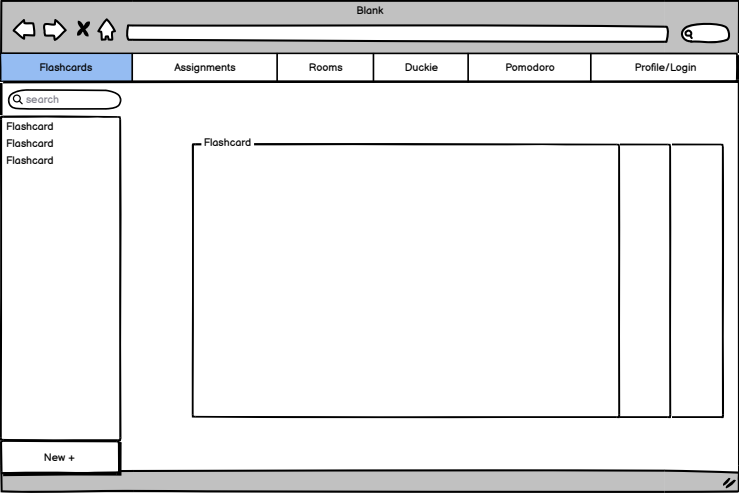 Blank
Flashcards Assignments Rooms Duckie Pomodoro Profile/Login
search
Flashcard
Flashcard
Flashcard
Flashcard
New +